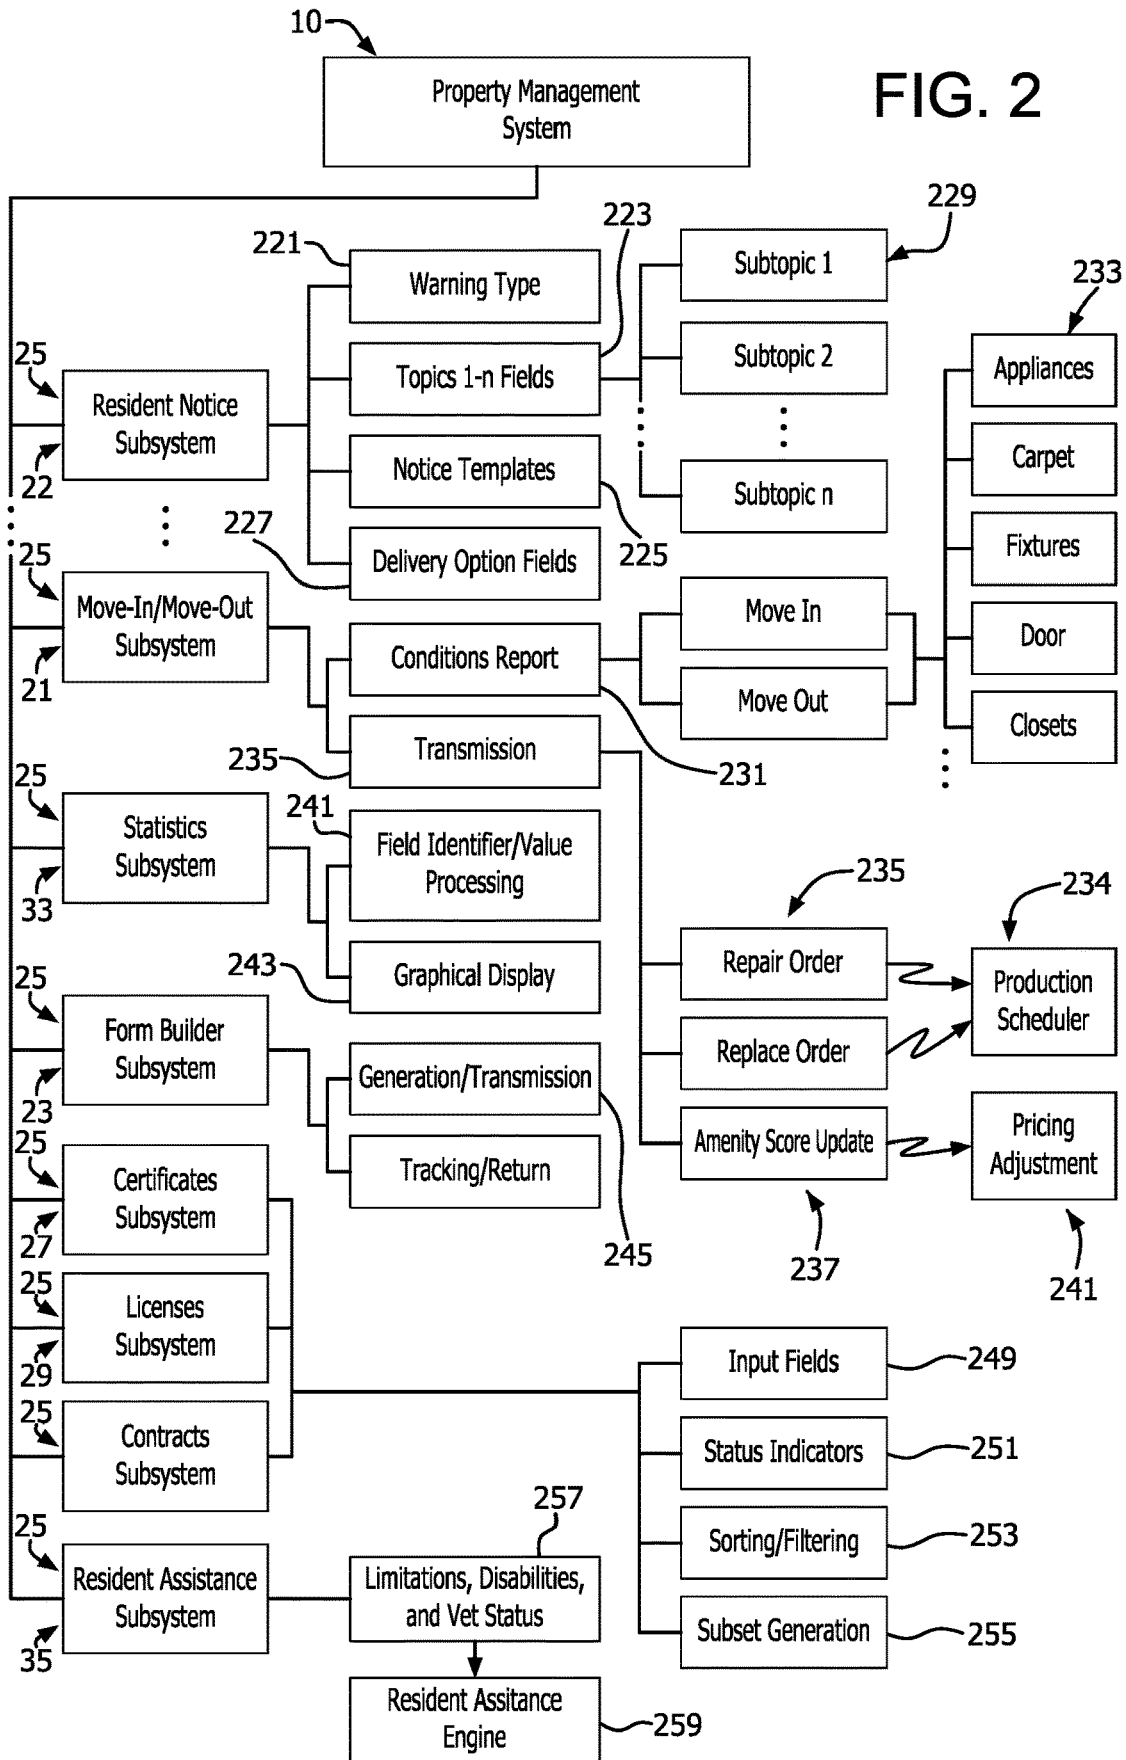 10
Property Management
System
FIG. 2
221
223
229
233
Warning Type
Subtopic 1
25
Topics 1-n Fields
Subtopic 2
Appliances
Resident Notice
Subsystem
22
Notice Templates
Subtopic n
Carpet
227
225
25
Delivery Option Fields
Fixtures
Move-In/Move-Out
Subsystem
21
Conditions Report
Move In
Door
235
Transmission
Move Out
231
Closets
25
241
Statistics
Subsystem
33
Field Identifier/Value
Processing
235
234
243
Graphical Display
Repair Order
Production
Scheduler
25
Form Builder
Subsystem
23
Generation/Transmission
Replace Order
Tracking/Return
Amenity Score Update
Pricing
Adjustment
245
237
241
25
Certificates
Subsystem
27
25
Licenses
Subsystem
29
Input Fields
249
25
Contracts
Subsystem
Status Indicators
251
257
Sorting/Filtering
253
25
Resident Assistance
Subsystem
35
Limitations, Disabilities,
and Vet Status
Subset Generation
255
Resident Assitance
Engine
259